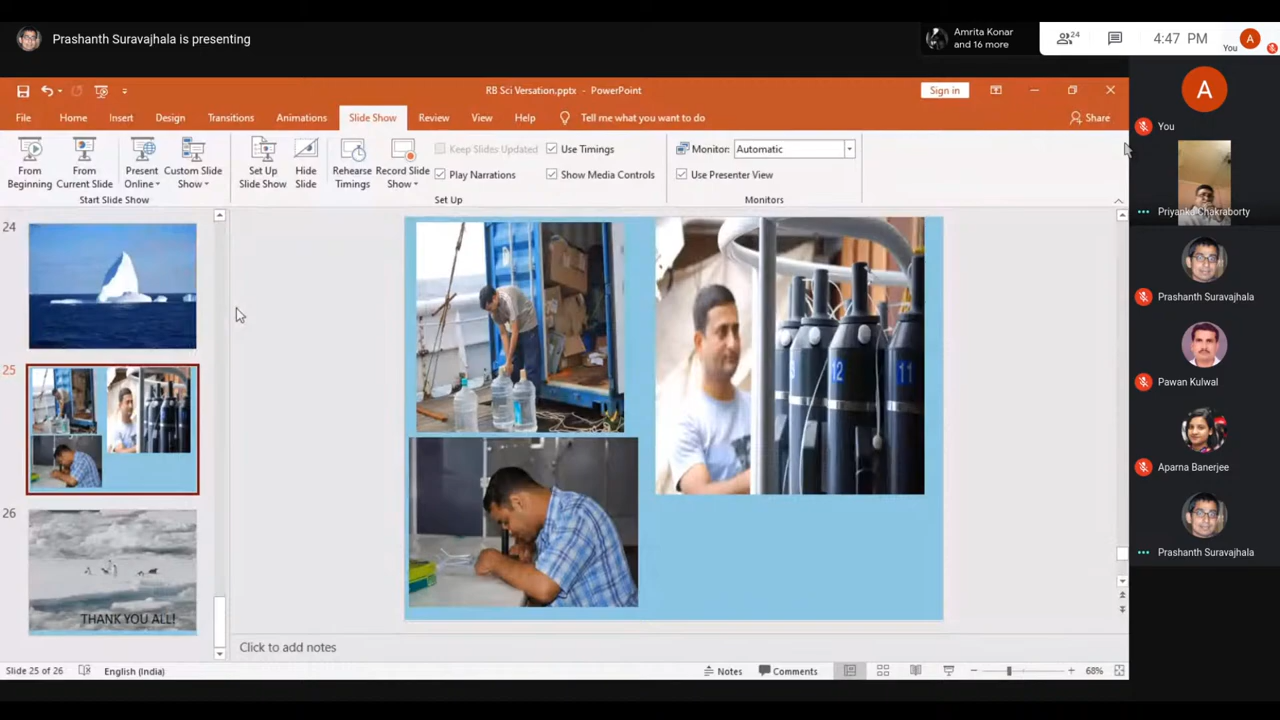 Prashanth Suravajhala is presenting
Amrita Konar
and 16 more
24
4:47 PM
You
A
RB Sci Versation.pptx - PowerPoint
Sign in
File Home Insert Design Transitions Animations Slide Show Review View Help Tell me what you want to do
Share
From Beginning
From Current Slide
Present Online
Custom Slide Show
Start Slide Show
Set Up Slide Show
Hide Slide
Rehearse Timings
Record Slide Show
Keep Slides Updated
Play Narrations
Use Timings
Show Media Controls
Set Up
Monitor: Automatic
Use Presenter View
Monitors
24
25
26
THANK YOU ALL!
12
11
Click to add notes
Slide 25 of 26
English (India)
Notes
Comments
68%
A
You
Priyanka Chakraborty
Prashanth Suravajhala
Pawan Kulwal
Aparna Banerjee
Prashanth Suravajhala